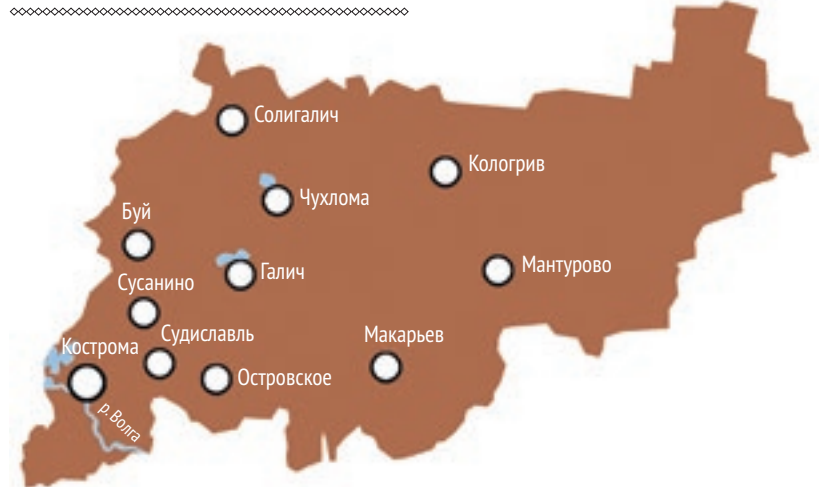 Солигалич
Кологрив
Чухлома
Буй
Галич
Мантурово
Сусанино
Судиславль
Макарьев
Кострома
Островское
р. Волга